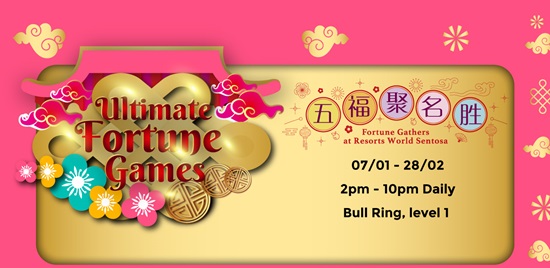 Ultimate
Fortune
Games
五福聚名胜
Fortune Gathers
at Resorts World Sentosa
07/01 - 28/02
2pm - 10pm Daily
Bull Ring, level 1